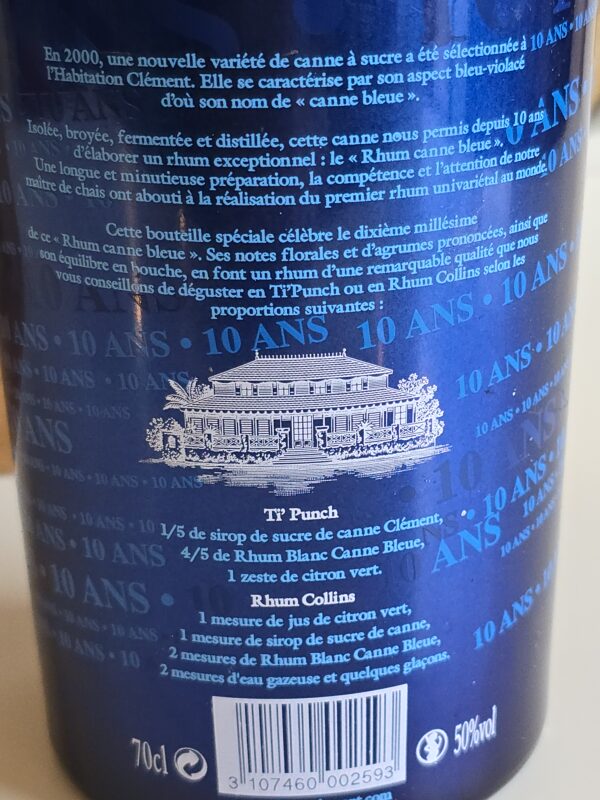 En 2000, une nouvelle variété de canne à sucre a été sélectionnée à
l'Habitation Clément. Elle se caractérise par son aspect bleu-violacé
d'où son nom de « canne bleue ».
Isolée, broyée, fermentée et distillée, cette canne nous permis depuis 10 ans
d'élaborer un rhum exceptionnel : le « Rhum canne bleue ».
Une longue et minutieuse préparation, la compétence et l'attention de notre
maître de chais ont abouti à la réalisation du premier rhum univariétal au monde.
Cette bouteille spéciale célèbre le dixième millésime
de ce « Rhum canne bleue ». Ses notes florales et d'agrumes prononcées, ainsi que
son équilibre en bouche, en font un rhum d'une remarquable qualité que nous
vous conseillons de déguster en Ti'Punch ou en Rhum Collins selon les
proportions suivantes :
10 ANS • 10 ANS • 10 ANS
10 ANS • 10 ANS
Ti' Punch
1/5 de sirop de sucre de canne Clément,
4/5 de Rhum Blanc Canne Bleue,
1 zeste de citron vert.
Rhum Collins
1 mesure de jus de citron vert,
1 mesure de sirop de sucre de canne,
2 mesures de Rhum Blanc Canne Bleue,
2 mesures d'eau gazeuse et quelques glaçons.
70cl
50%vol
3 107460 002593